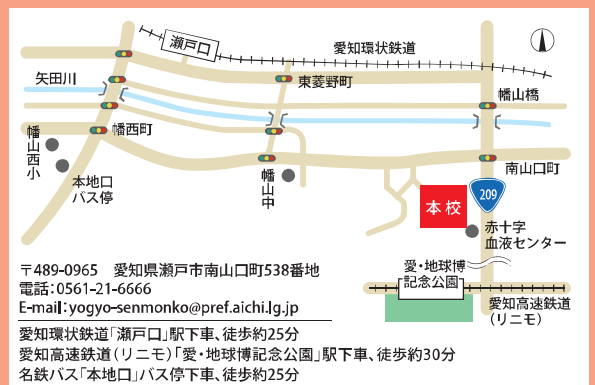 瀬戸口
愛知環状鉄道
矢田川
東菱野町
幡山橋
幡西町
幡山西小
本地口
バス停
幡山中
南山口町
209
本校
赤十字
血液センター
愛・地球博
記念公園
愛知高速鉄道
（リニモ）
〒489-0965　愛知県瀬戸市南山口町538番地
電話：0561-21-6666
E-mail：yogyo-senmonko@pref.aichi.lg.jp
愛知環状鉄道「瀬戸口」駅下車、徒歩約25分
愛知高速鉄道（リニモ）「愛・地球博記念公園」駅下車、徒歩約30分
名鉄バス「本地口」バス停下車、徒歩約25分